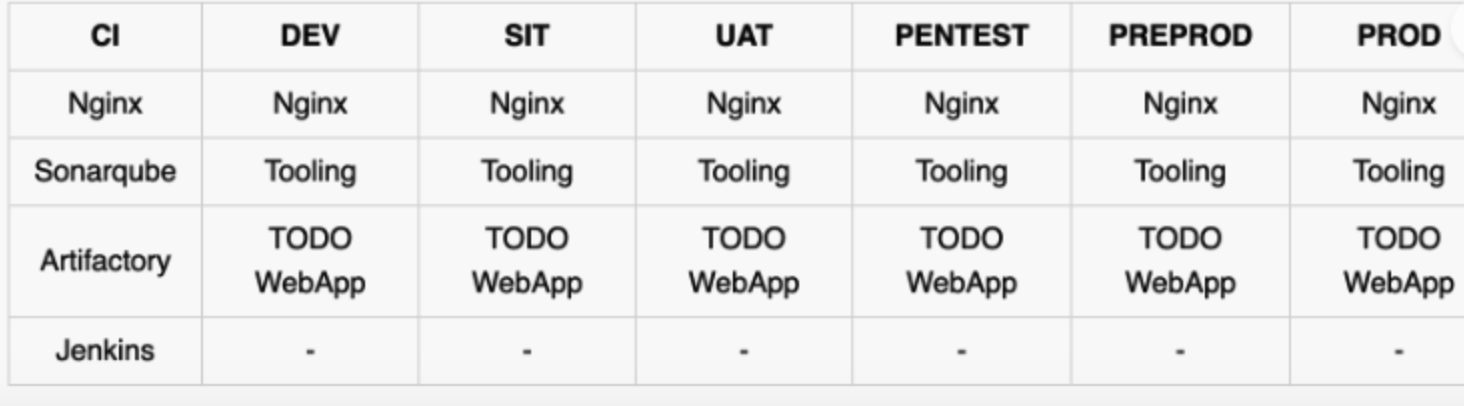 CI DEV SIT UAT PENTEST PREPROD PROD
Nginx Nginx Nginx Nginx Nginx Nginx Nginx
Sonarqube Tooling Tooling Tooling Tooling Tooling Tooling
Artifactory TODO WebApp TODO WebApp TODO WebApp TODO WebApp TODO WebApp TODO WebApp
Jenkins - - - - - -